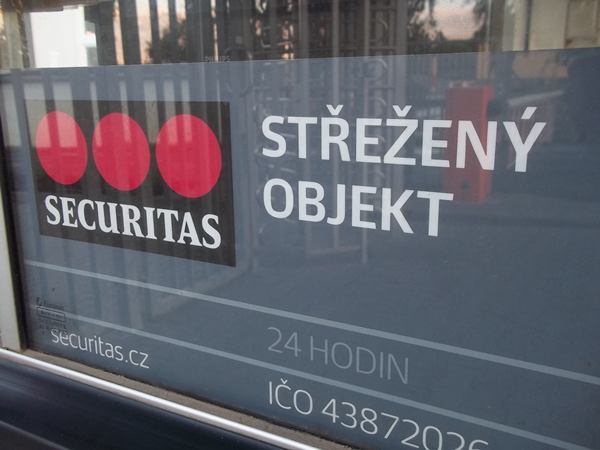 STŘEŽENÝ
OBJEKT
SECURITAS
securitas.cz
24 HODIN
IČO 43872026